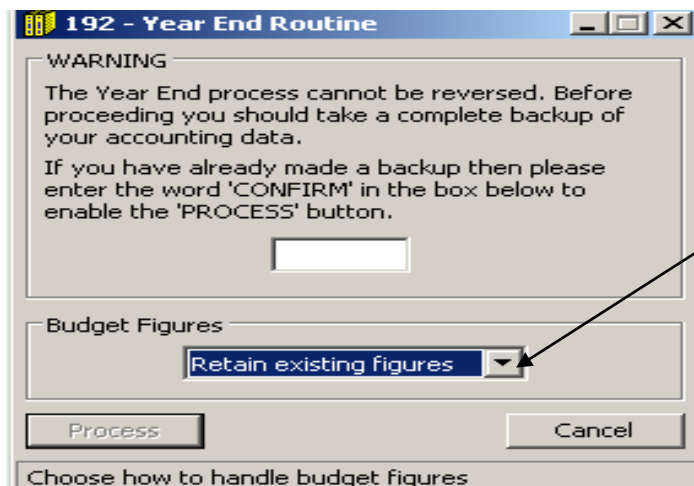 192 - Year End Routine
WARNING
The Year End process cannot be reversed. Before
proceeding you should take a complete backup of
your accounting data.
If you have already made a backup then please
enter the word 'CONFIRM' in the box below to
enable the 'PROCESS' button.
Budget Figures
Retain existing figures
Process Cancel
Choose how to handle budget figures